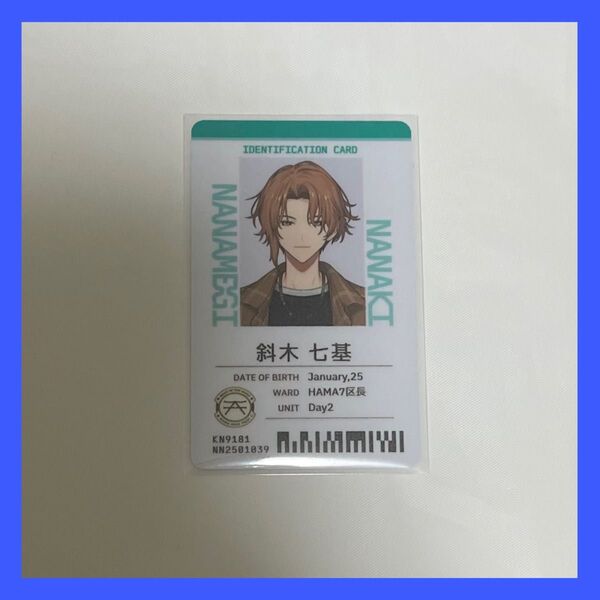 IDENTIFICATION CARD
NANAMEGI
NANAKI
斜木 七基
DATE OF BIRTH January,25
WARD HAMA7区長
UNIT Day2
KN9181
NN2501039